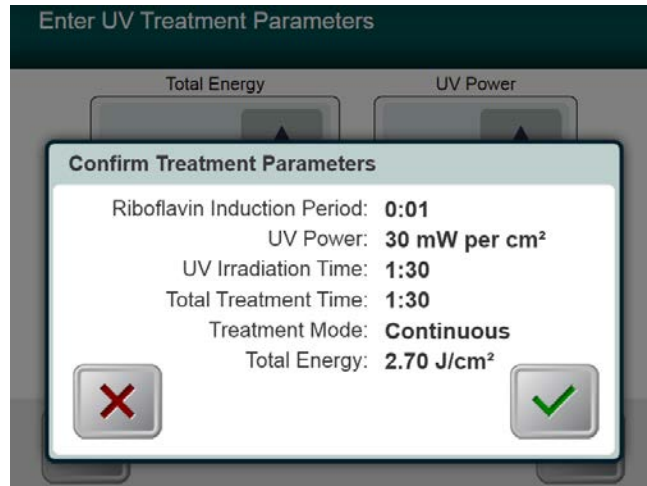 Enter UV Treatment Parameters
Total Energy UV Power
Confirm Treatment Parameters
Riboflavin Induction Period: 0:01
UV Power: 30 mW per cm²
UV Irradiation Time: 1:30
Total Treatment Time: 1:30
Treatment Mode: Continuous
Total Energy: 2.70 J/cm²